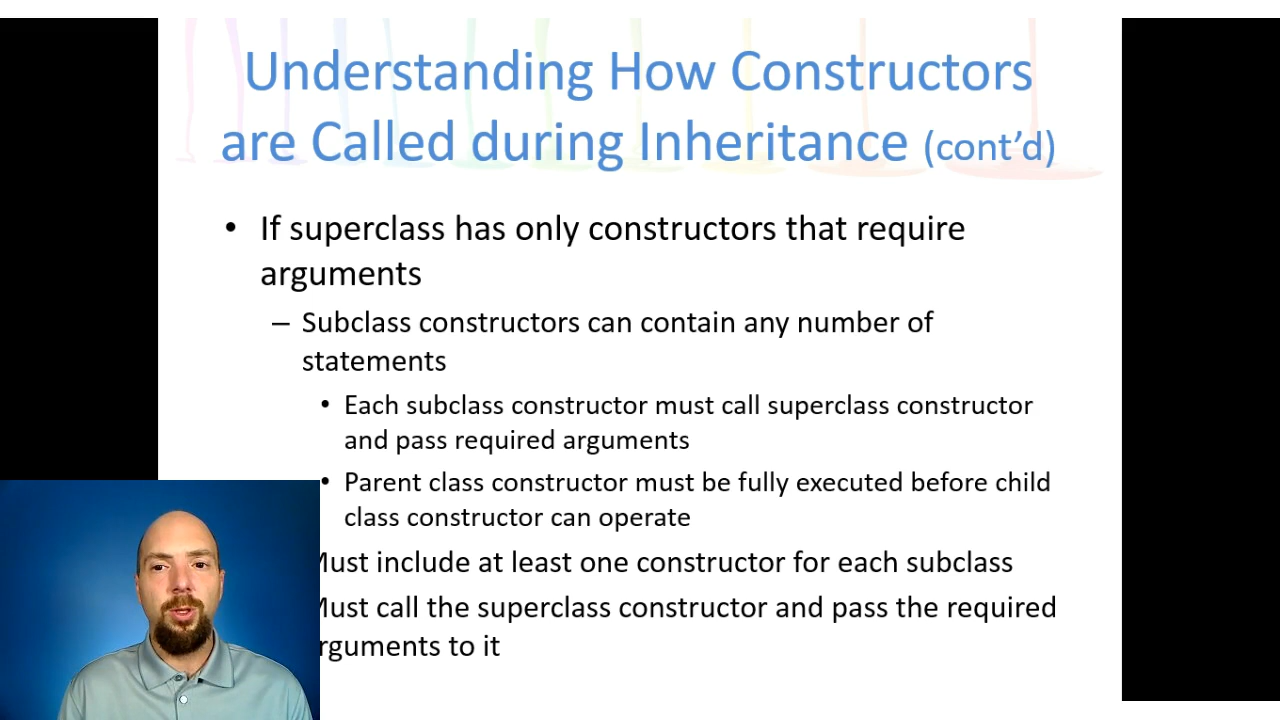 Understanding How Constructors
are Called during Inheritance (cont’d)
• If superclass has only constructors that require
arguments
– Subclass constructors can contain any number of
statements
• Each subclass constructor must call superclass constructor
and pass required arguments
• Parent class constructor must be fully executed before child
class constructor can operate
Must include at least one constructor for each subclass
Must call the superclass constructor and pass the required
rguments to it